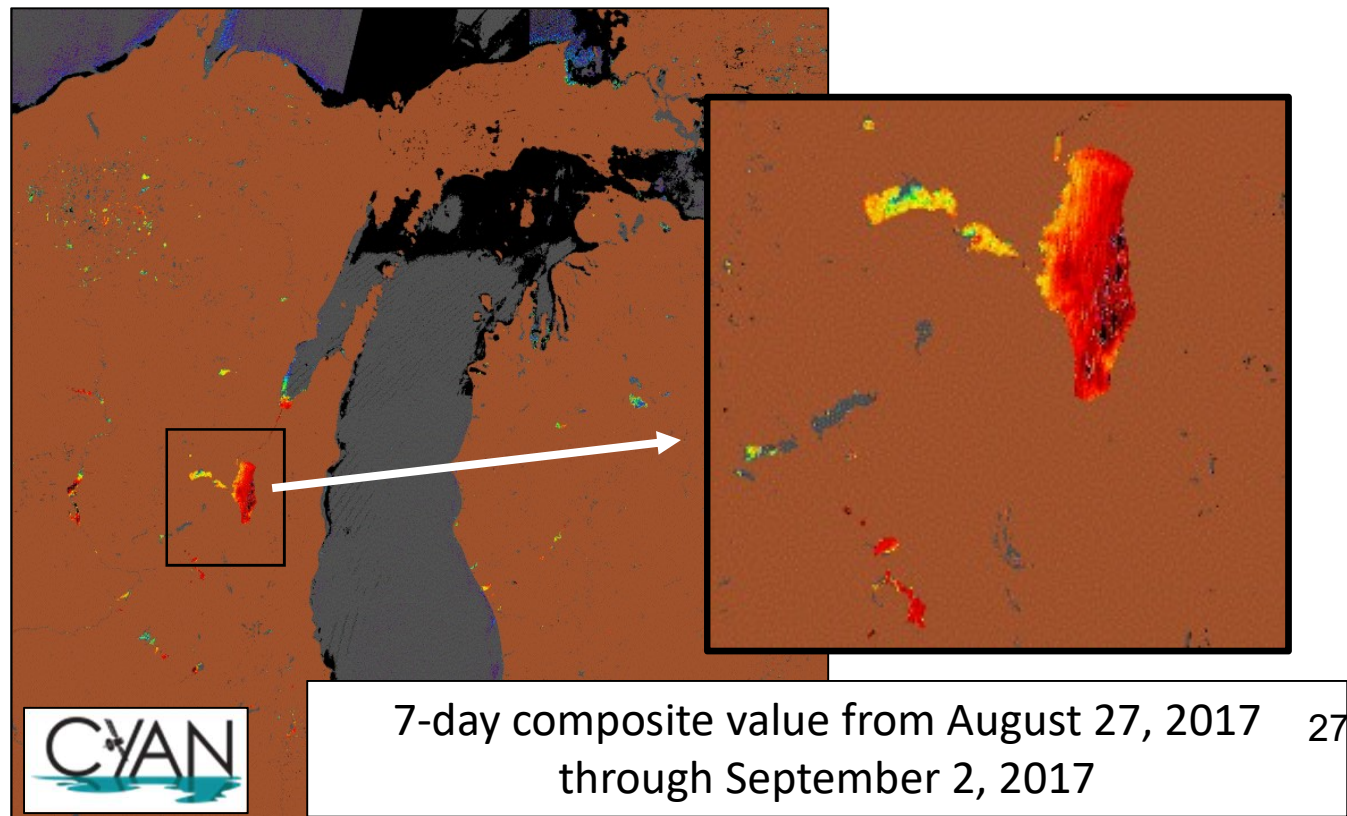 CYAN
7-day composite value from August 27, 2017
27
through September 2, 2017